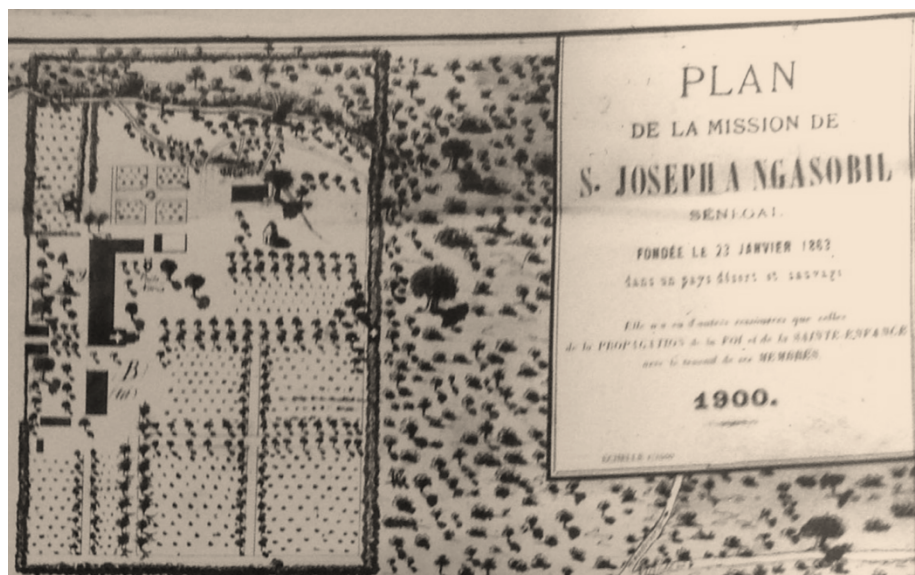 PLAN
DE LA MISSION DE
S. JOSEPH A NGASOBIL
SÉNÉGAL
FONDÉE LE 23 JANVIER 1863
dans un pays désert et sauvage
Elle n'a eu d'autres ressources que celles
de la PROPAGATION de la FOI et de la SAINTE ENFANCE
avec le travail de ses MEMBRES.
1900.
B